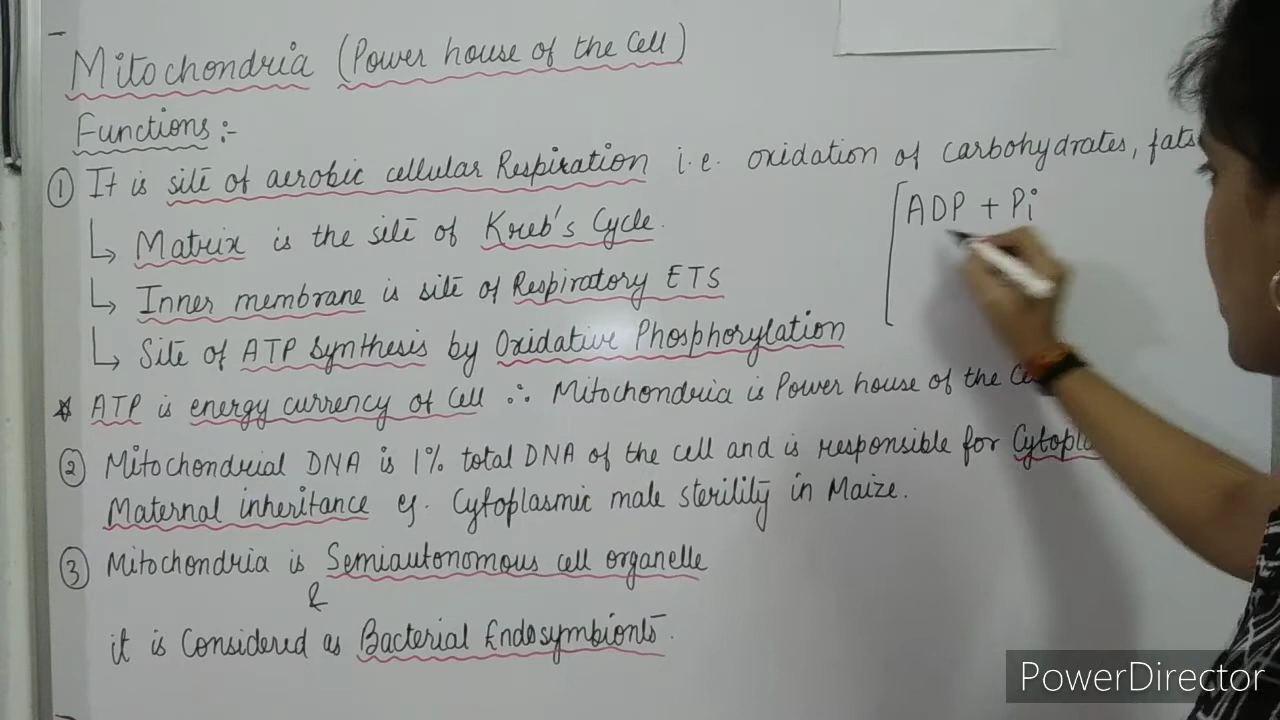 Mitochondria (Power house of the Cell)
Functions :-
① It is site of aerobic cellular Respiration i.e. oxidation of carbohydrates, fats
↳ Matrix is the site of Kreb's Cycle.
[ADP + Pi
↳ Inner membrane is site of Respiratory ETS
↳ Site of ATP Synthesis by Oxidative Phosphorylation
* ATP is energy currency of Cell ∴ Mitochondria is Power house of the
② Mitochondrial DNA is 1% total DNA of the cell and is responsible for
Maternal inheritance eg. Cytoplasmic male sterility in Maize.
③ Mitochondria is Semiautonomous cell organelle
&
it is Considered as Bacterial Endosymbionts.
PowerDirector